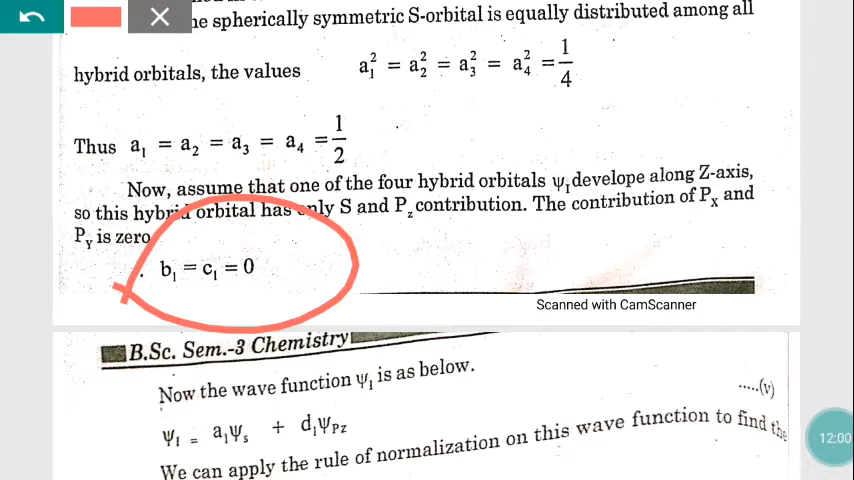 he spherically symmetric S-orbital is equally distributed among all
hybrid orbitals, the values a₁² = a₂² = a₃² = a₄² = 1/4
Thus a₁ = a₂ = a₃ = a₄ = 1/2
Now, assume that one of the four hybrid orbitals ψ₁ develope along Z-axis,
so this hybrid orbital has only S and P_z contribution. The contribution of Pₓ and
P_Y is zero
b₁ = c₁ = 0
Scanned with CamScanner
B.Sc. Sem.-3 Chemistry
Now the wave function ψ₁ is as below.
ψ₁ = a₁ψₛ + d₁ψ_Pz .....(v)
We can apply the rule of normalization on this wave function to find the
12:00